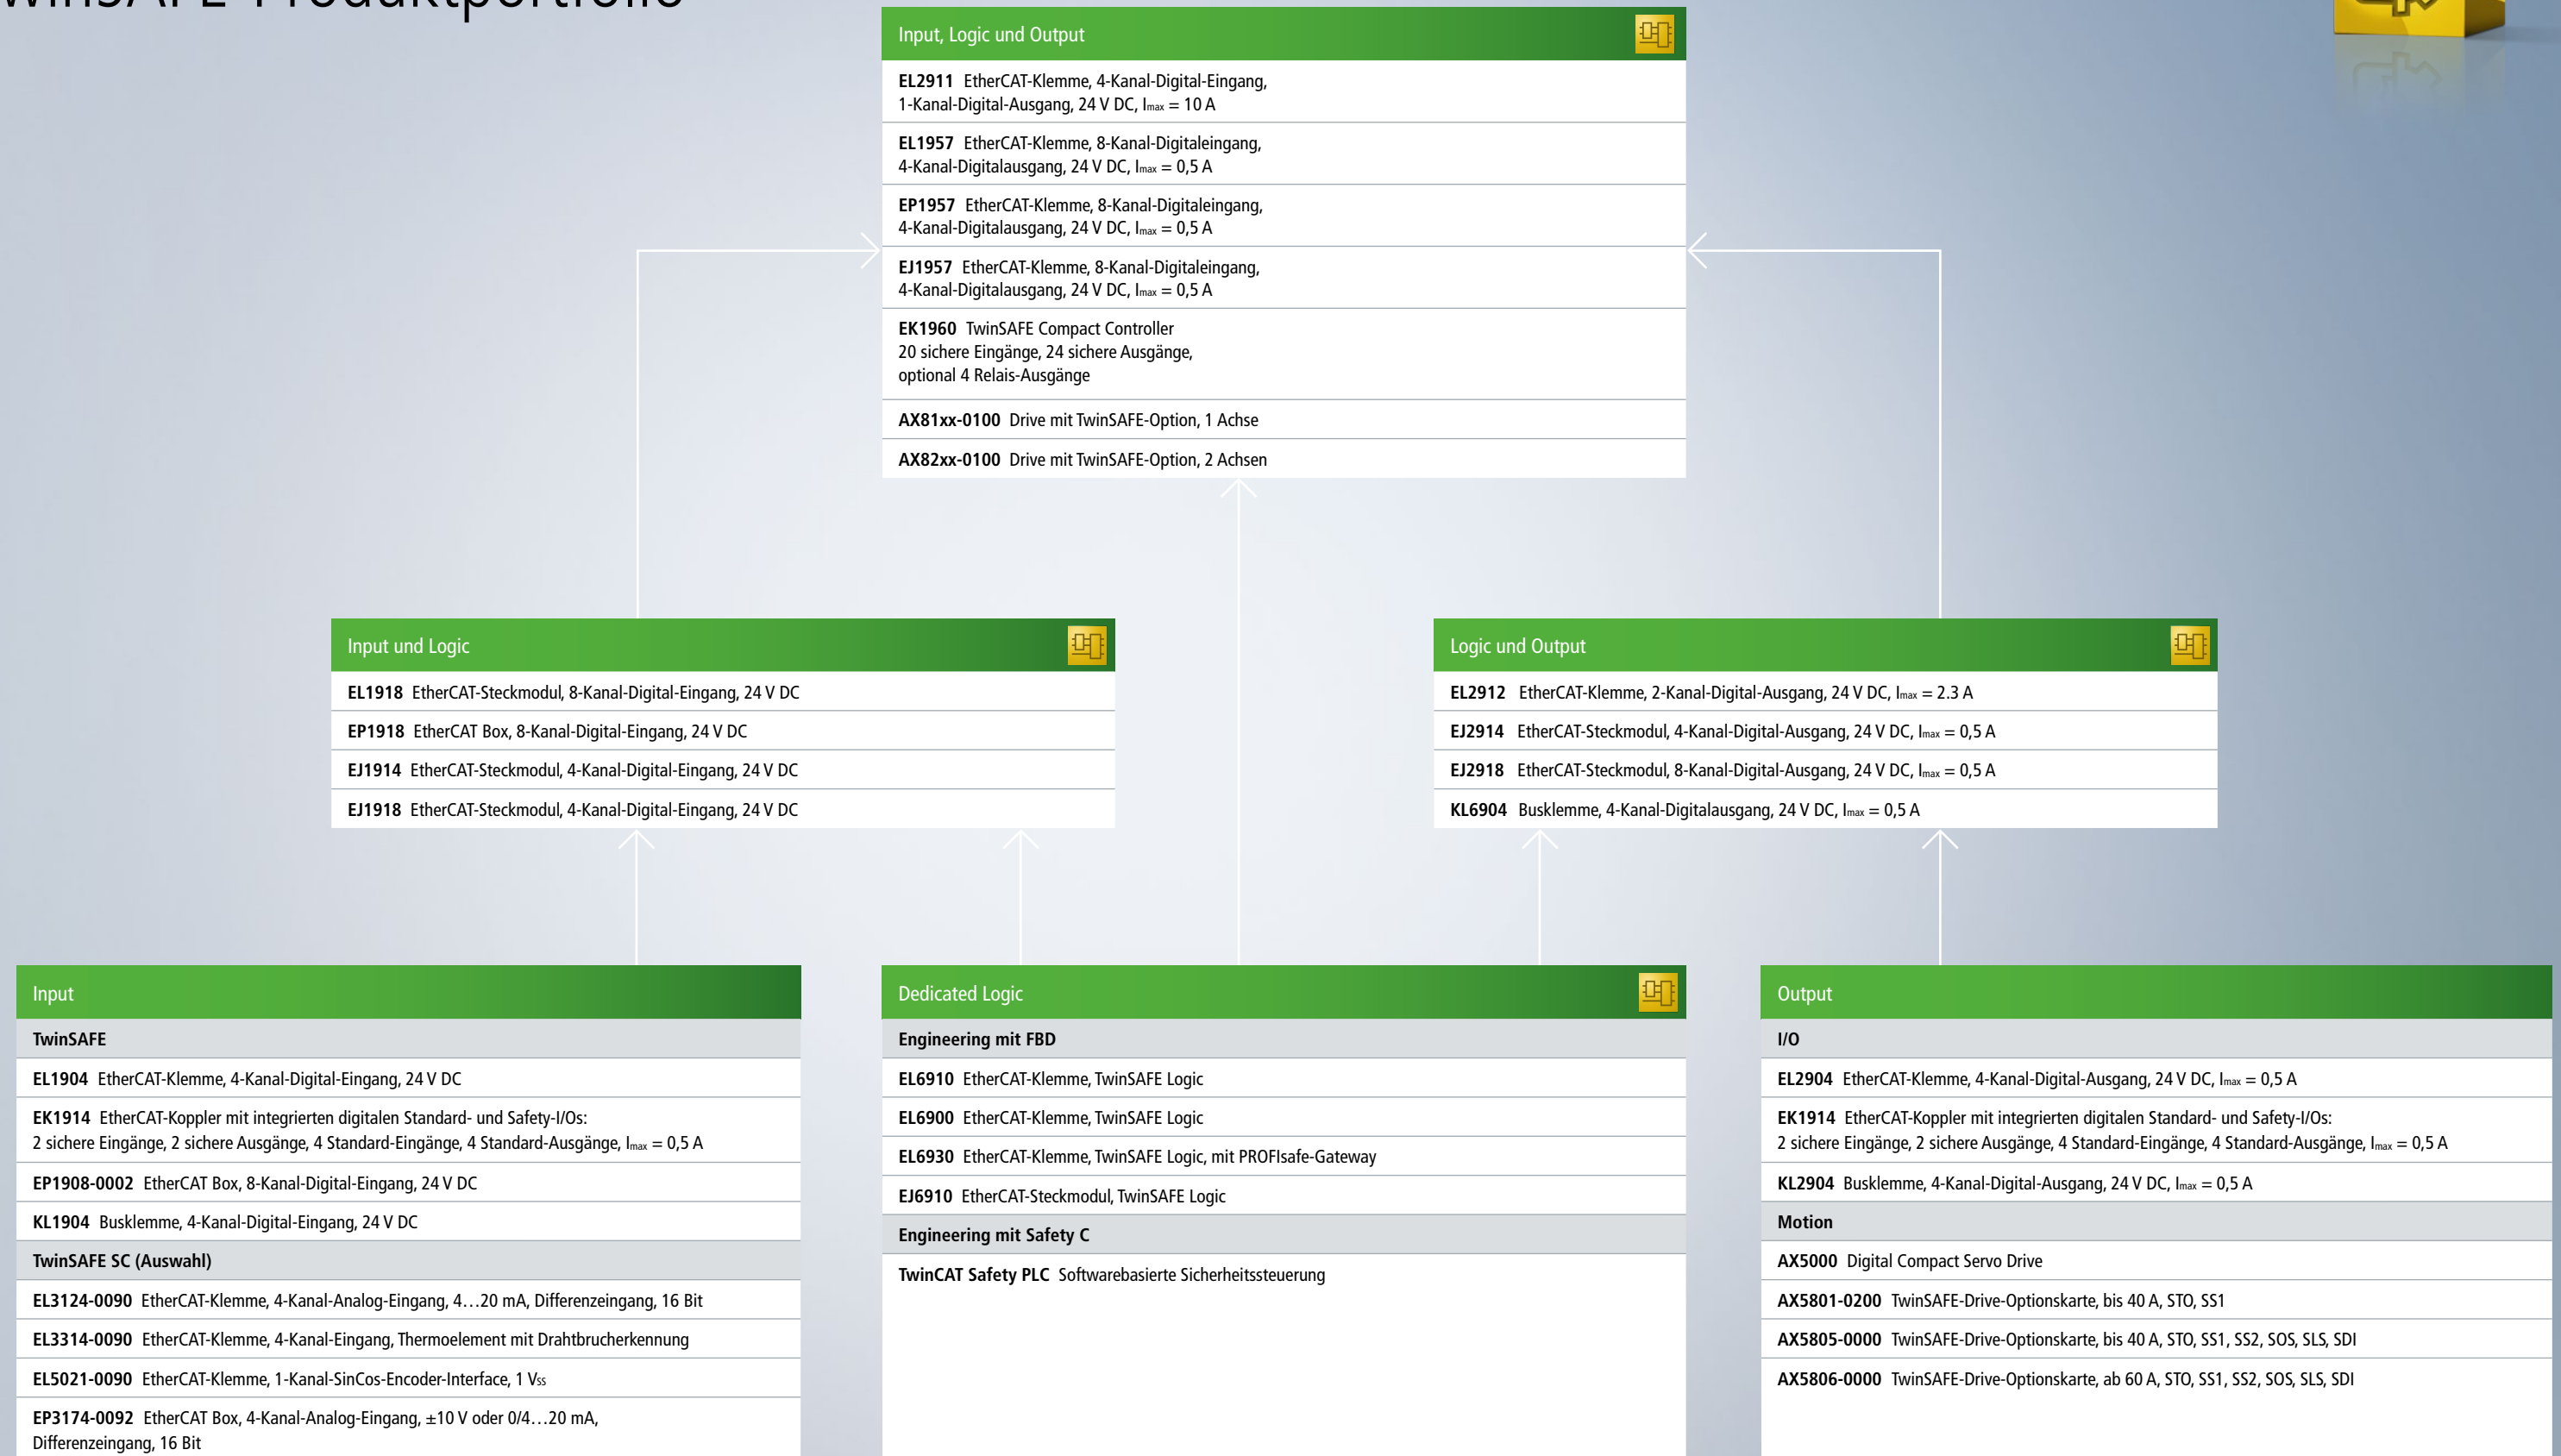 winSAFE-Produktportfolio
Input, Logic und Output
EL2911 EtherCAT-Klemme, 4-Kanal-Digital-Eingang,
1-Kanal-Digital-Ausgang, 24 V DC, Imax = 10 A
EL1957 EtherCAT-Klemme, 8-Kanal-Digitaleingang,
4-Kanal-Digitalausgang, 24 V DC, Imax = 0,5 A
EP1957 EtherCAT-Klemme, 8-Kanal-Digitaleingang,
4-Kanal-Digitalausgang, 24 V DC, Imax = 0,5 A
EJ1957 EtherCAT-Klemme, 8-Kanal-Digitaleingang,
4-Kanal-Digitalausgang, 24 V DC, Imax = 0,5 A
EK1960 TwinSAFE Compact Controller
20 sichere Eingänge, 24 sichere Ausgänge,
optional 4 Relais-Ausgänge
AX81xx-0100 Drive mit TwinSAFE-Option, 1 Achse
AX82xx-0100 Drive mit TwinSAFE-Option, 2 Achsen
Input und Logic
EL1918 EtherCAT-Steckmodul, 8-Kanal-Digital-Eingang, 24 V DC
EP1918 EtherCAT Box, 8-Kanal-Digital-Eingang, 24 V DC
EJ1914 EtherCAT-Steckmodul, 4-Kanal-Digital-Eingang, 24 V DC
EJ1918 EtherCAT-Steckmodul, 4-Kanal-Digital-Eingang, 24 V DC
Logic und Output
EL2912 EtherCAT-Klemme, 2-Kanal-Digital-Ausgang, 24 V DC, Imax = 2.3 A
EJ2914 EtherCAT-Steckmodul, 4-Kanal-Digital-Ausgang, 24 V DC, Imax = 0,5 A
EJ2918 EtherCAT-Steckmodul, 8-Kanal-Digital-Ausgang, 24 V DC, Imax = 0,5 A
KL6904 Busklemme, 4-Kanal-Digitalausgang, 24 V DC, Imax = 0,5 A
Input
TwinSAFE
EL1904 EtherCAT-Klemme, 4-Kanal-Digital-Eingang, 24 V DC
EK1914 EtherCAT-Koppler mit integrierten digitalen Standard- und Safety-I/Os:
2 sichere Eingänge, 2 sichere Ausgänge, 4 Standard-Eingänge, 4 Standard-Ausgänge, Imax = 0,5 A
EP1908-0002 EtherCAT Box, 8-Kanal-Digital-Eingang, 24 V DC
KL1904 Busklemme, 4-Kanal-Digital-Eingang, 24 V DC
TwinSAFE SC (Auswahl)
EL3124-0090 EtherCAT-Klemme, 4-Kanal-Analog-Eingang, 4…20 mA, Differenzeingang, 16 Bit
EL3314-0090 EtherCAT-Klemme, 4-Kanal-Eingang, Thermoelement mit Drahtbrucherkennung
EL5021-0090 EtherCAT-Klemme, 1-Kanal-SinCos-Encoder-Interface, 1 Vss
EP3174-0092 EtherCAT Box, 4-Kanal-Analog-Eingang, ±10 V oder 0/4…20 mA,
Differenzeingang, 16 Bit
Dedicated Logic
Engineering mit FBD
EL6910 EtherCAT-Klemme, TwinSAFE Logic
EL6900 EtherCAT-Klemme, TwinSAFE Logic
EL6930 EtherCAT-Klemme, TwinSAFE Logic, mit PROFIsafe-Gateway
EJ6910 EtherCAT-Steckmodul, TwinSAFE Logic
Engineering mit Safety C
TwinCAT Safety PLC Softwarebasierte Sicherheitssteuerung
Output
I/O
EL2904 EtherCAT-Klemme, 4-Kanal-Digital-Ausgang, 24 V DC, Imax = 0,5 A
EK1914 EtherCAT-Koppler mit integrierten digitalen Standard- und Safety-I/Os:
2 sichere Eingänge, 2 sichere Ausgänge, 4 Standard-Eingänge, 4 Standard-Ausgänge, Imax = 0,5 A
KL2904 Busklemme, 4-Kanal-Digital-Ausgang, 24 V DC, Imax = 0,5 A
Motion
AX5000 Digital Compact Servo Drive
AX5801-0200 TwinSAFE-Drive-Optionskarte, bis 40 A, STO, SS1
AX5805-0000 TwinSAFE-Drive-Optionskarte, bis 40 A, STO, SS1, SS2, SOS, SLS, SDI
AX5806-0000 TwinSAFE-Drive-Optionskarte, ab 60 A, STO, SS1, SS2, SOS, SLS, SDI